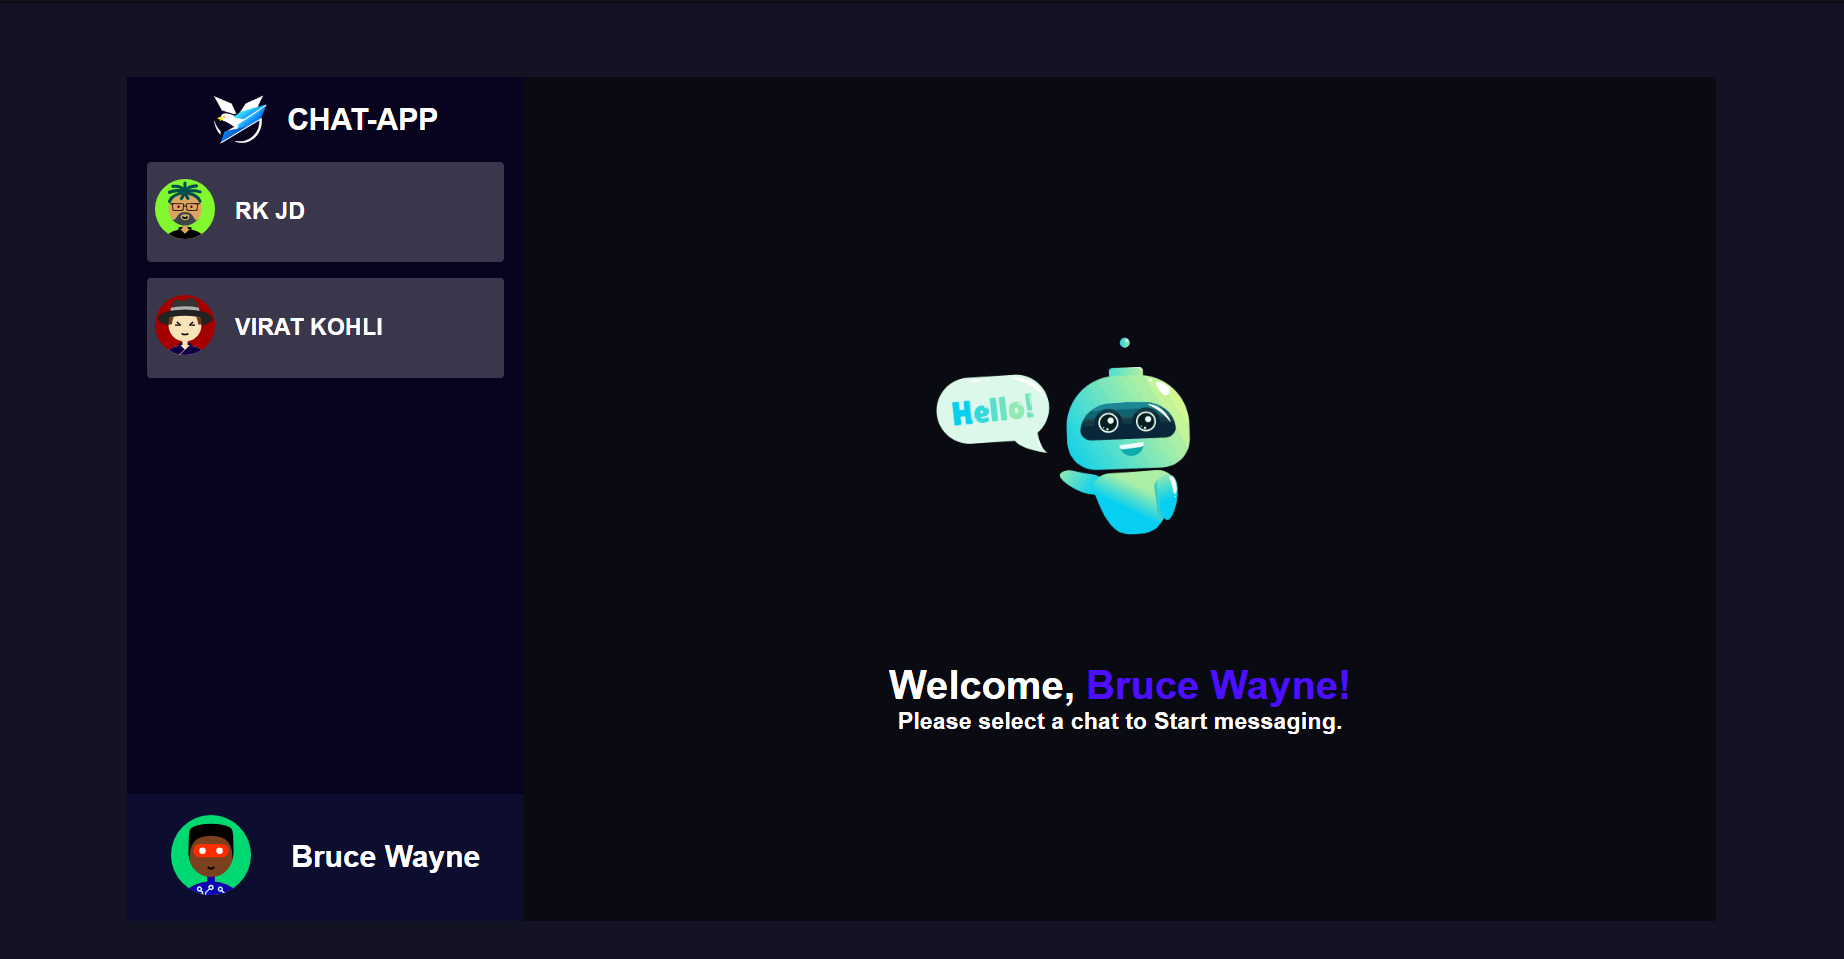 CHAT-APP
RK JD
VIRAT KOHLI
Hello!
Welcome, Bruce Wayne!
Please select a chat to Start messaging.
Bruce Wayne